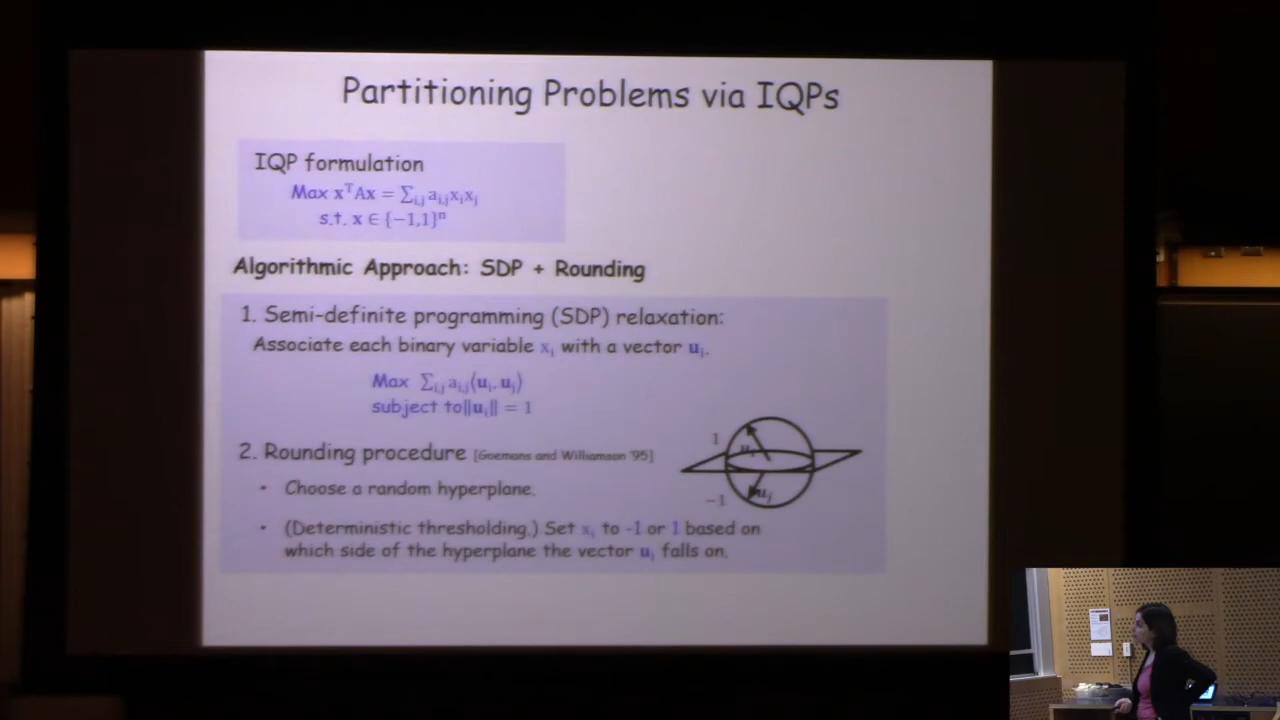 Partitioning Problems via IQPs
IQP formulation
Max xᵀAx = ∑i,j ai,jxixj
s.t. x ∈ {−1,1}ⁿ
Algorithmic Approach: SDP + Rounding
1. Semi-definite programming (SDP) relaxation:
Associate each binary variable xi with a vector ui.
Max ∑i,j ai,j⟨ui, uj⟩
subject to‖ui‖ = 1
2. Rounding procedure [Goemans and Williamson '95]
• Choose a random hyperplane.
• (Deterministic thresholding.) Set xi to -1 or 1 based on
which side of the hyperplane the vector ui falls on.
1
ui
−1
uj